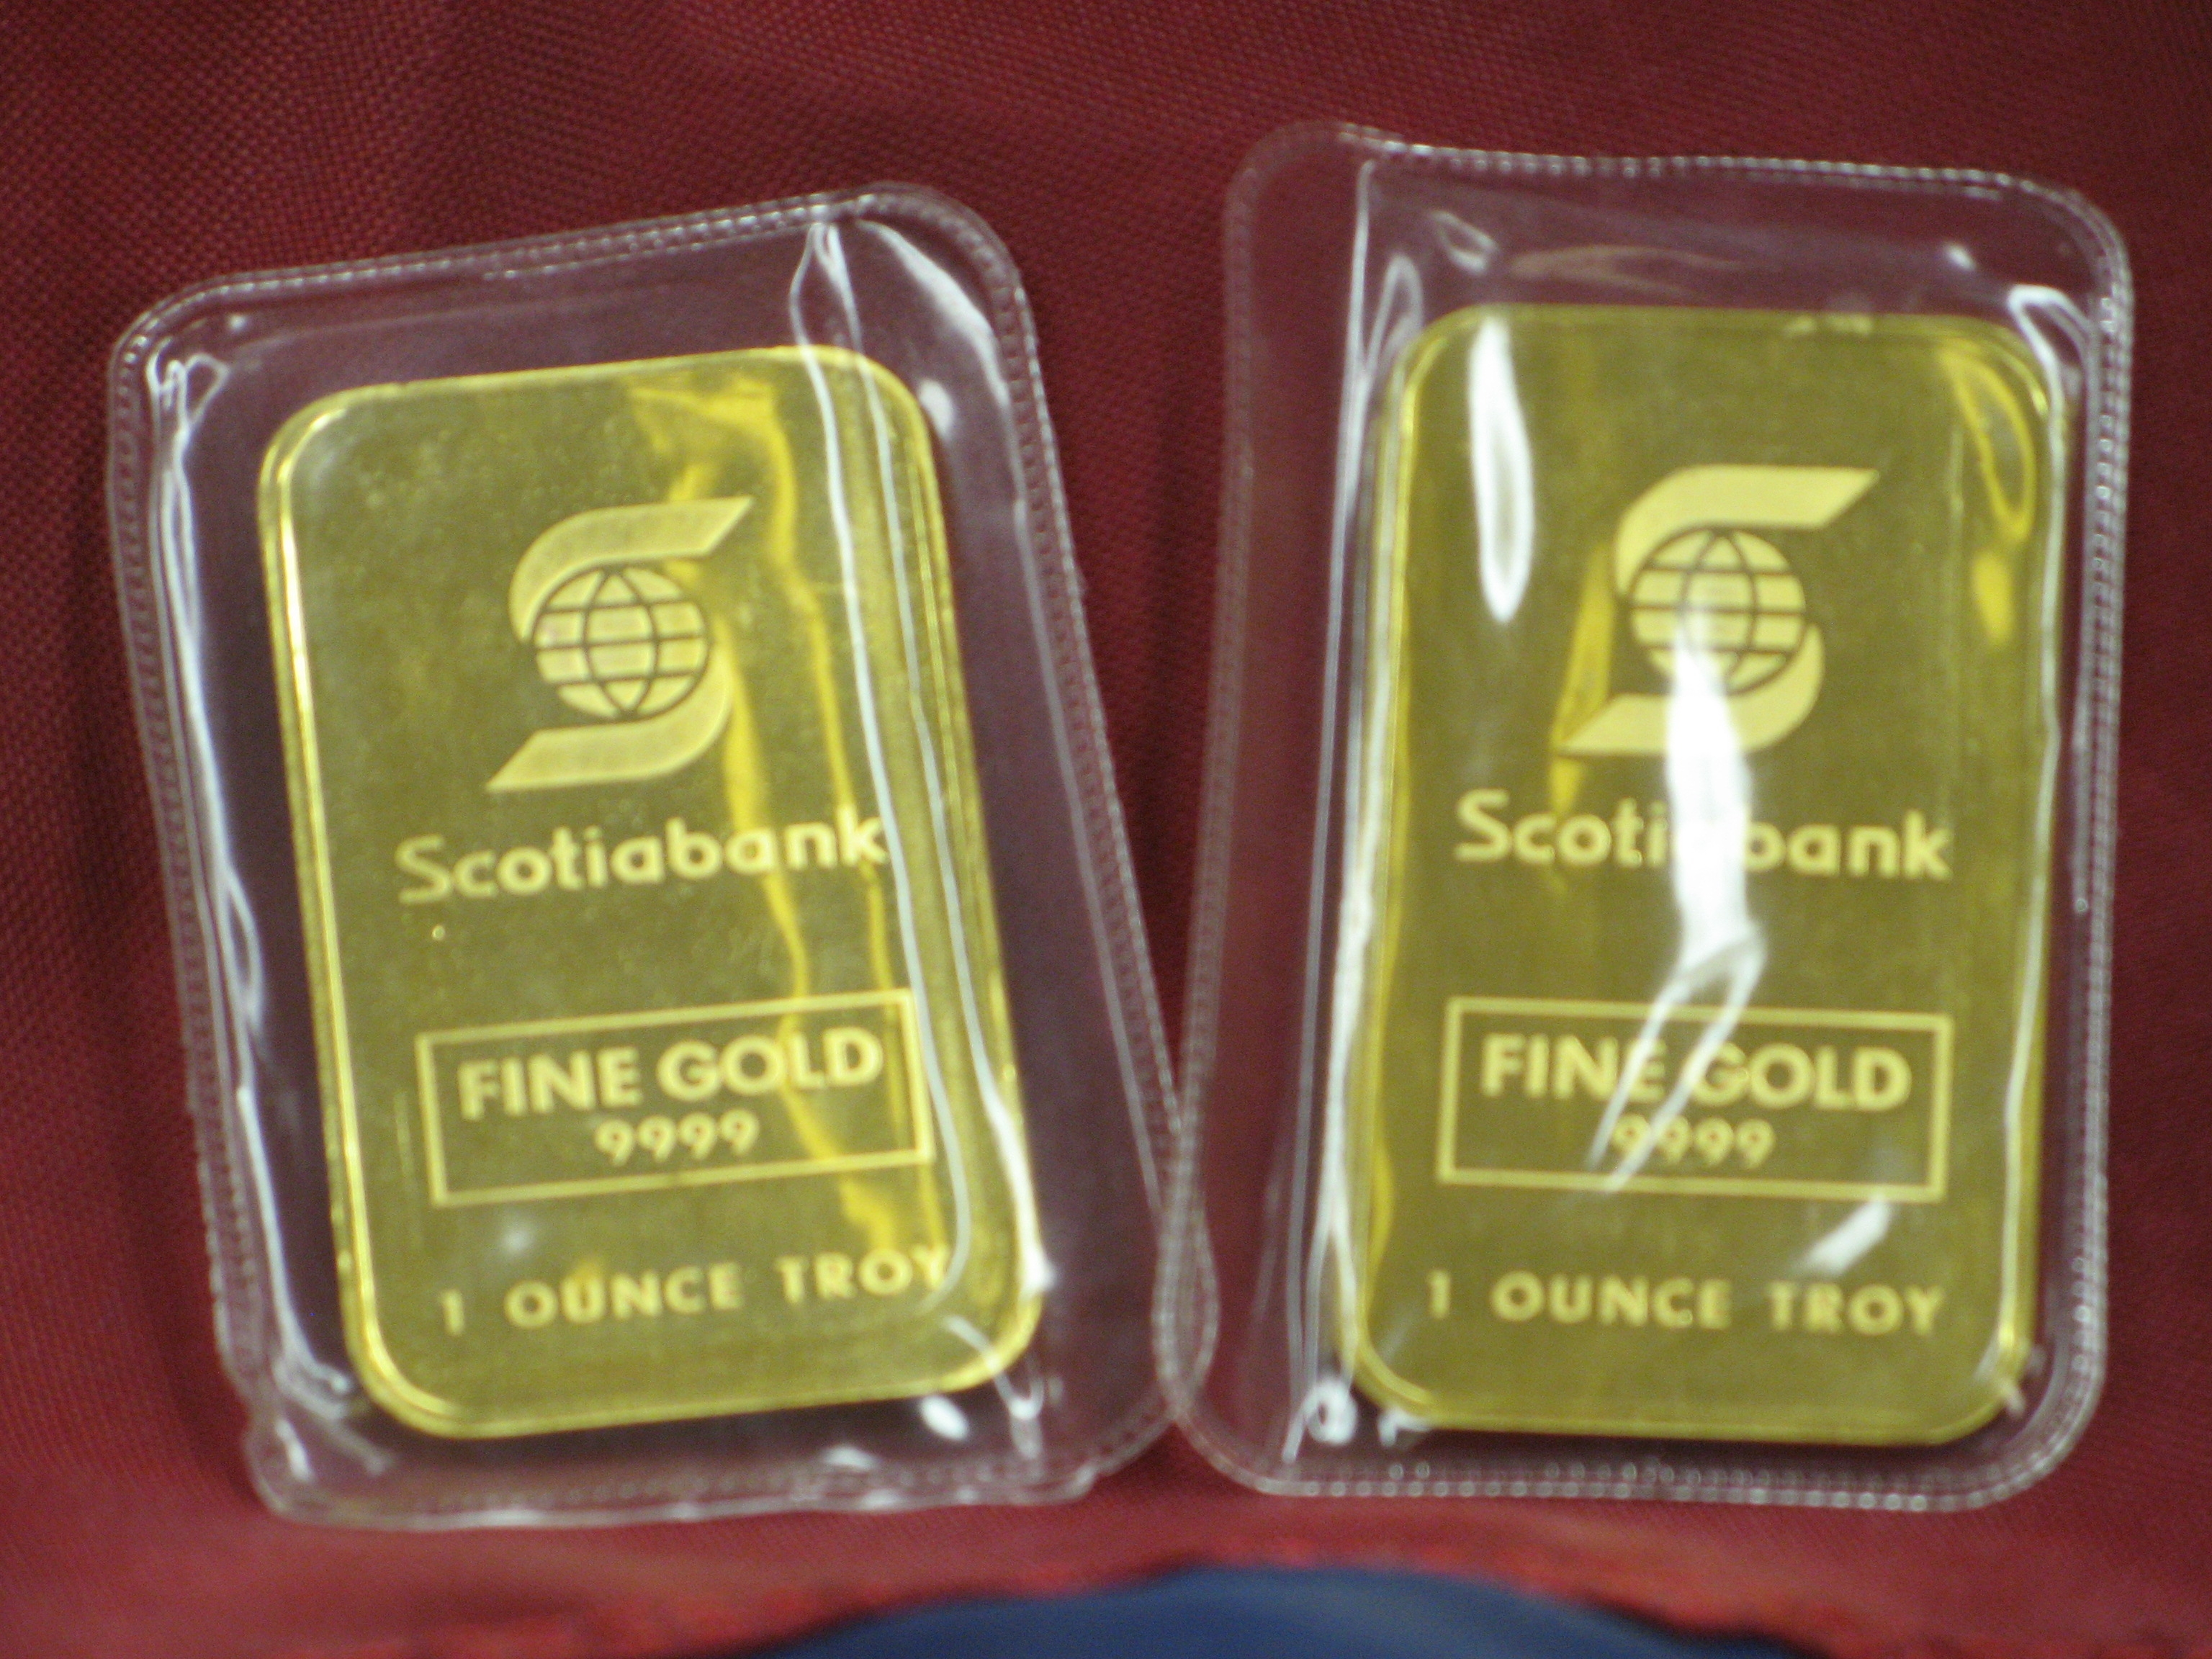 Scotiabank
FINE GOLD
9999
1 OUNCE TROY
Scotiabank
FINE GOLD
9999
1 OUNCE TROY